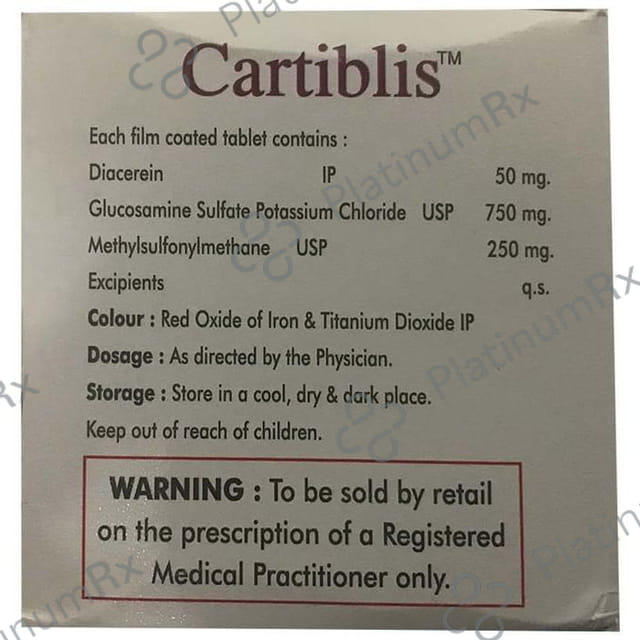 Cartiblis™
Each film coated tablet contains :
Diacerein IP 50 mg.
Glucosamine Sulfate Potassium Chloride USP 750 mg.
Methylsulfonylmethane USP 250 mg.
Excipients q.s.
Colour : Red Oxide of Iron & Titanium Dioxide IP
Dosage : As directed by the Physician.
Storage : Store in a cool, dry & dark place.
Keep out of reach of children.
WARNING : To be sold by retail
on the prescription of a Registered
Medical Practitioner only.
PlatinumRx
PlatinumRx
PlatinumRx